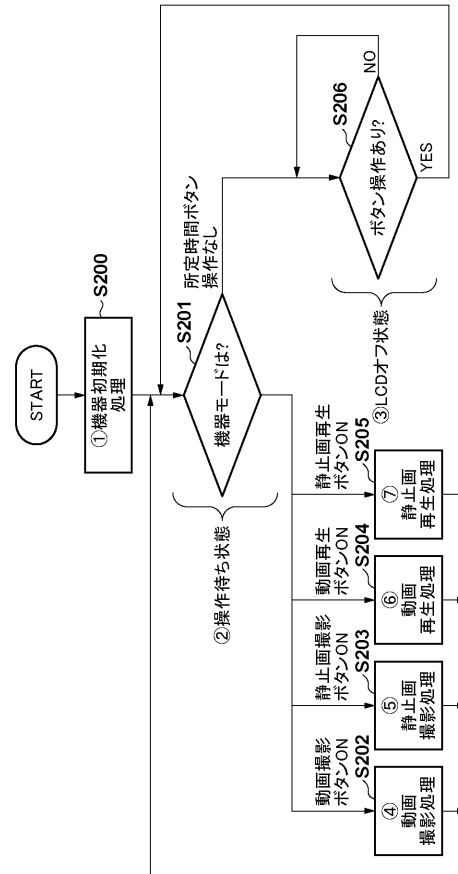 START
①機器初期化
処理
S200
機器モードは?
S201
②操作待ち状態
所定時間ボタン
操作なし
ボタン操作あり?
S206
NO
YES
③LCDオフ状態
動画撮影
ボタンON
S202
④
動画
撮影処理
静止画撮影
ボタンON
S203
⑤
静止画
撮影処理
動画再生
ボタンON
S204
⑥
動画
再生処理
静止画再生
ボタンON
S205
⑦
静止画
再生処理